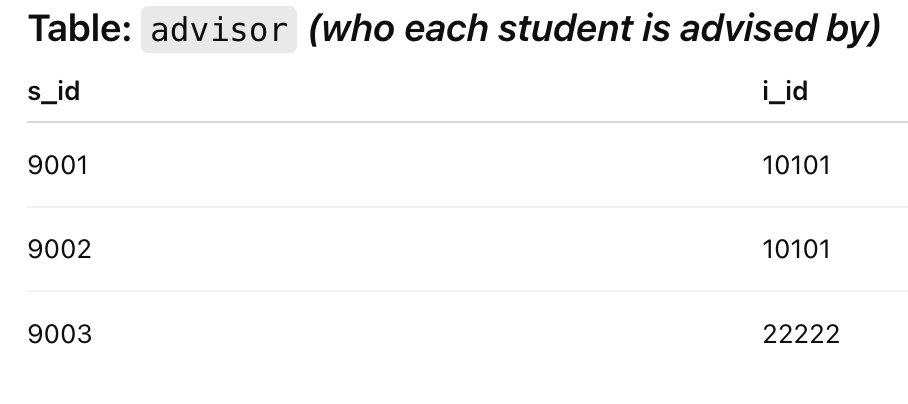 Table: advisor (who each student is advised by)
s_id i_id
9001 10101
9002 10101
9003 22222